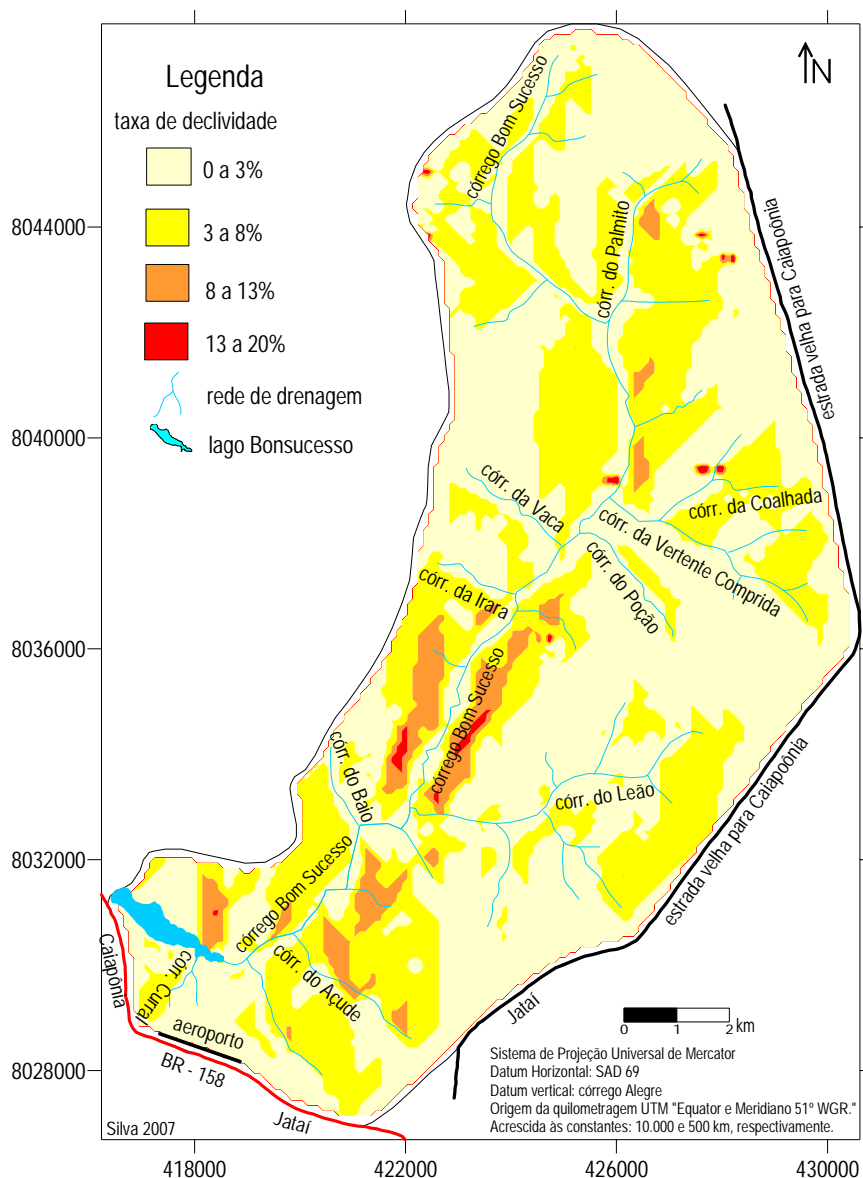 Legenda
taxa de declividade
0 a 3%
3 a 8%
8 a 13%
13 a 20%
rede de drenagem
lago Bonsucesso
N
córrego Bom Sucesso
córr. do Palmito
estrada velha para Caiapoônia
8044000
8040000
8036000
8032000
8028000
córr. da Vaca
córr. da Coalhada
córr. da Vertente Comprida
córr. do Poção
córr. da Irara
córrego Bom Sucesso
córr. do Baio
córr. do Leão
estrada velha para Caiapoônia
córrego Bom Sucesso
córr. do Açude
córr. Curral
Caiapônia
aeroporto
BR - 158
Jataí
Jataí
0 1 2 km
Sistema de Projeção Universal de Mercator
Datum Horizontal: SAD 69
Datum vertical: córrego Alegre
Origem da quilometragem UTM "Equator e Meridiano 51º WGR."
Acrescida às constantes: 10.000 e 500 km, respectivamente.
Silva 2007
418000
422000
426000
430000